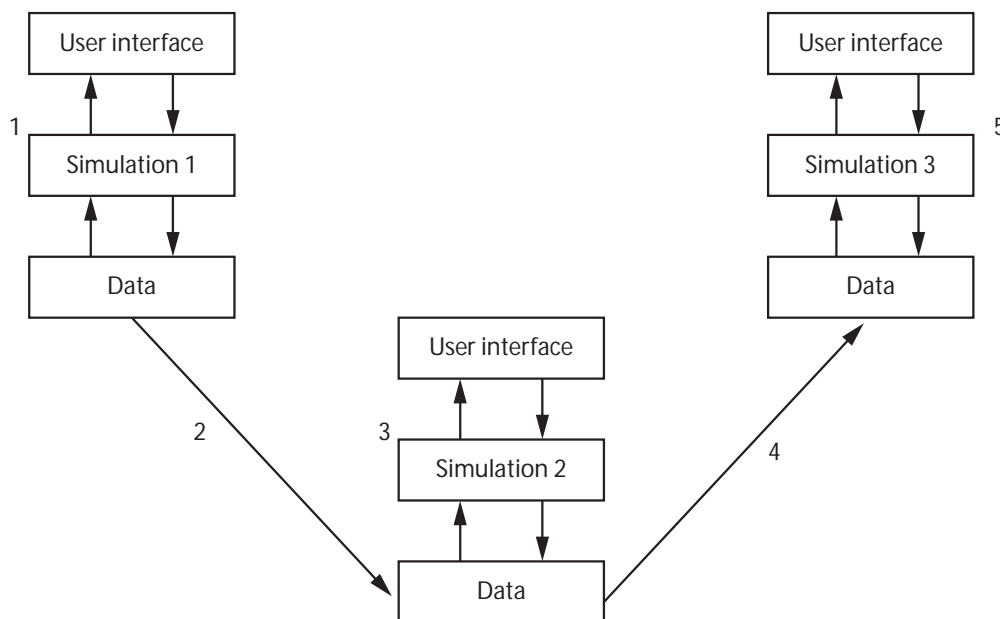 User interface
1
Simulation 1
Data
2
User interface
3
Simulation 2
Data
4
User interface
5
Simulation 3
Data